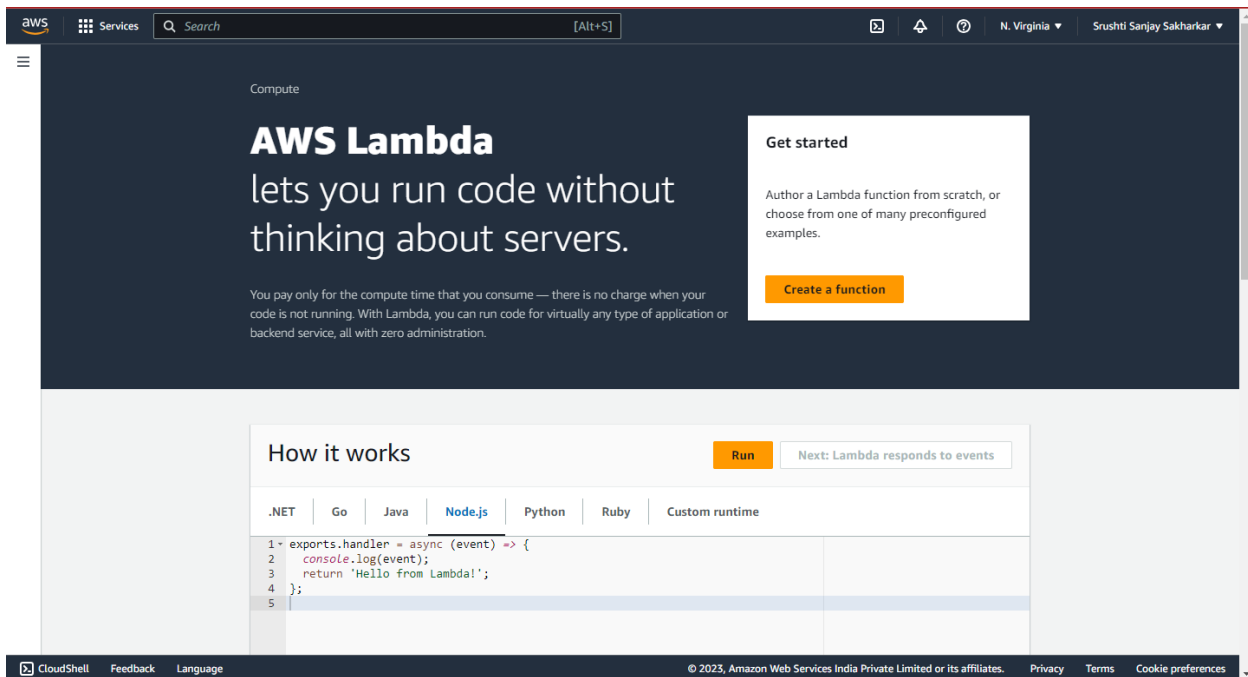 aws
Services
Search
[Alt+S]
N. Virginia
Srushti Sanjay Sakharkar
Compute
AWS Lambda
lets you run code without
thinking about servers.
You pay only for the compute time that you consume — there is no charge when your
code is not running. With Lambda, you can run code for virtually any type of application or
backend service, all with zero administration.
Get started
Author a Lambda function from scratch, or
choose from one of many preconfigured
examples.
Create a function
How it works
Run
Next: Lambda responds to events
.NET
Go
Java
Node.js
Python
Ruby
Custom runtime
1 exports.handler = async (event) => {
2 console.log(event);
3 return 'Hello from Lambda!';
4 };
5
CloudShell
Feedback
Language
© 2023, Amazon Web Services India Private Limited or its affiliates.
Privacy
Terms
Cookie preferences